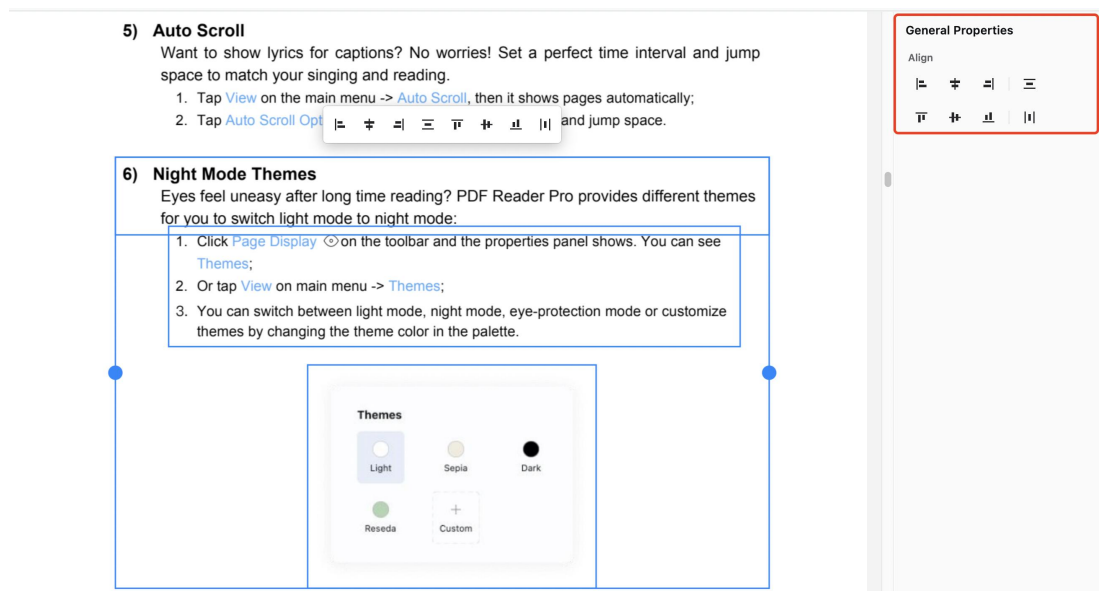 5) Auto Scroll
Want to show lyrics for captions? No worries! Set a perfect time interval and jump
space to match your singing and reading.
1. Tap View on the main menu -> Auto Scroll, then it shows pages automatically;
2. Tap Auto Scroll Opt and jump space.
6) Night Mode Themes
Eyes feel uneasy after long time reading? PDF Reader Pro provides different themes
for you to switch light mode to night mode:
1. Click Page Display on the toolbar and the properties panel shows. You can see
Themes;
2. Or tap View on main menu -> Themes;
3. You can switch between light mode, night mode, eye-protection mode or customize
themes by changing the theme color in the palette.
Themes
Light Sepia Dark
Reseda Custom
General Properties
Align